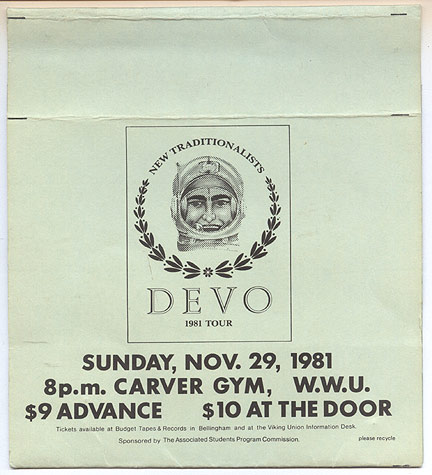 NEW TRADITIONALISTS
DEVO
1981 TOUR
SUNDAY, NOV. 29, 1981
8p.m. CARVER GYM, W.W.U.
$9 ADVANCE $10 AT THE DOOR
Tickets available at Budget Tapes & Records in Bellingham and at the Viking Union Information Desk.
Sponsored by The Associated Students Program Commission.
please recycle